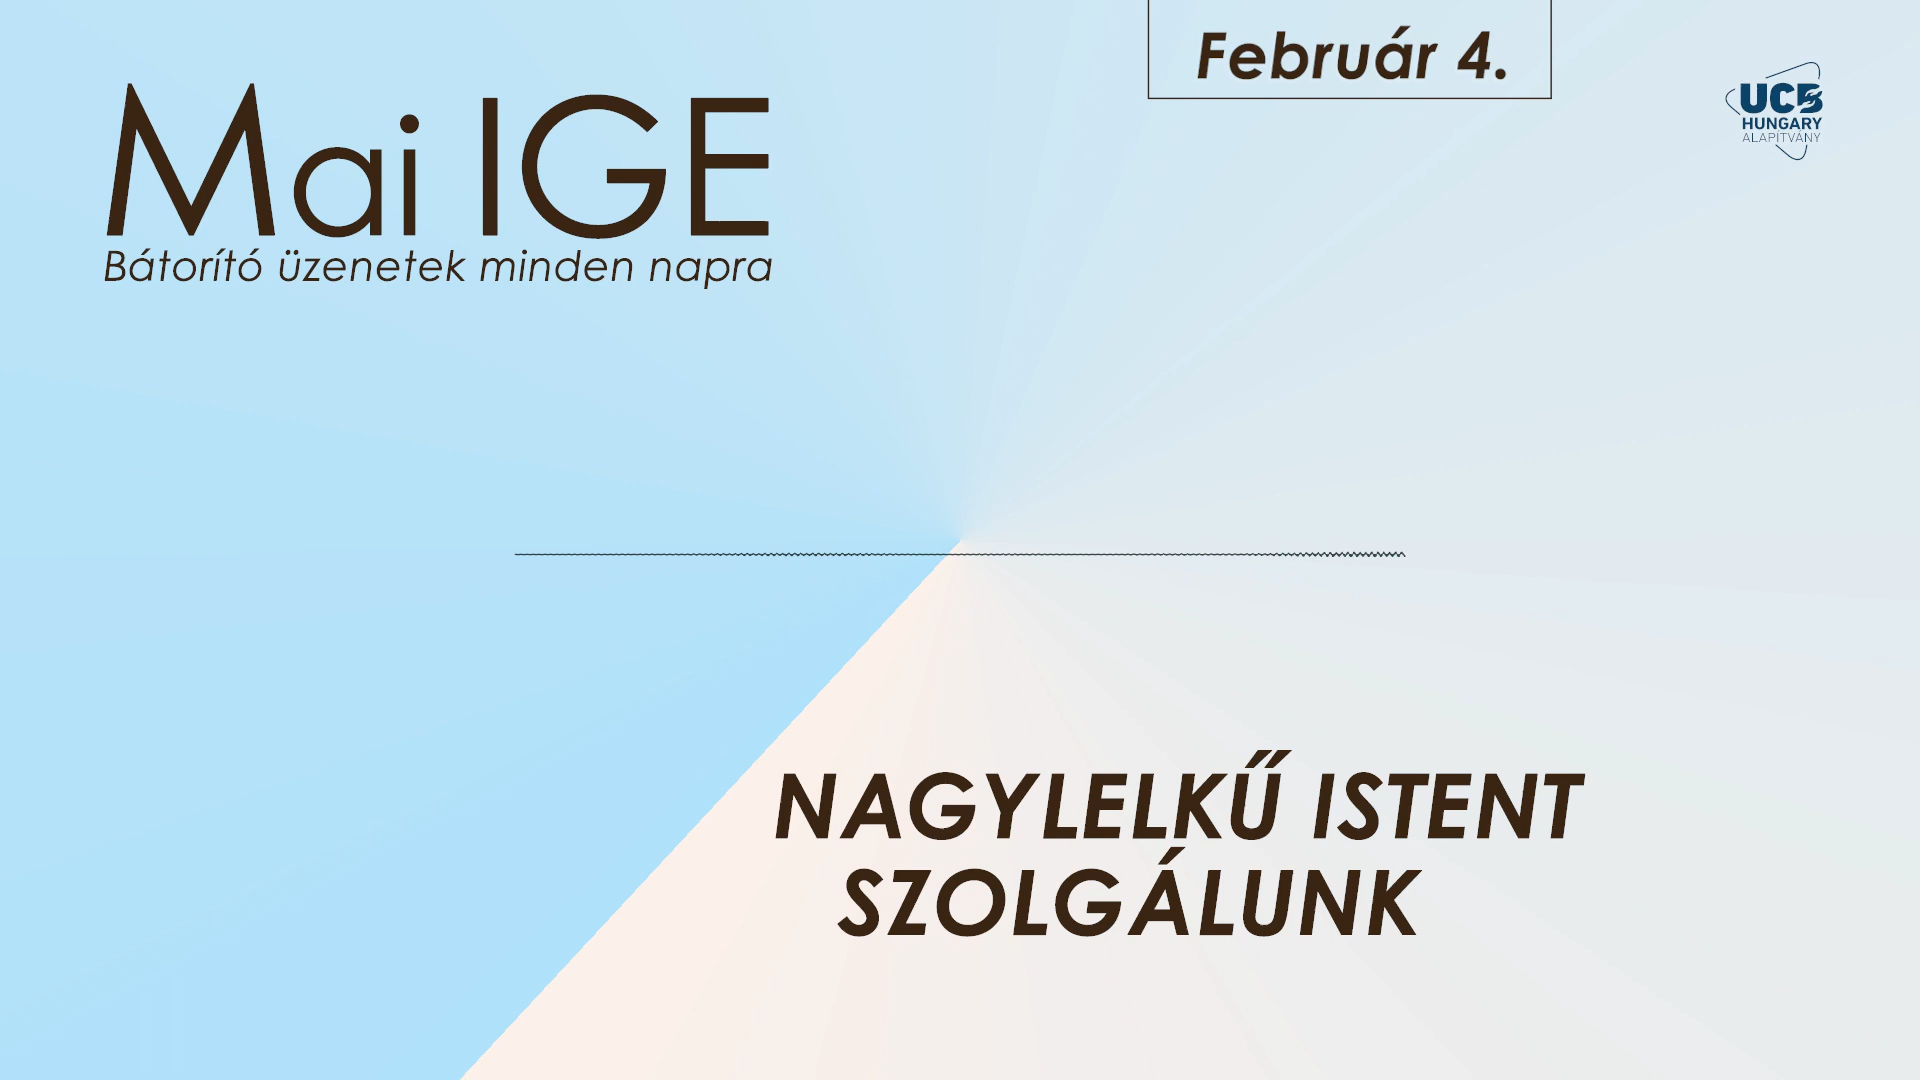 Február 4.
Mai IGE
Bátorító üzenetek minden napra
UCB
HUNGARY
ALAPÍTVÁNY
NAGYLELKŰ ISTENT
SZOLGÁLUNK